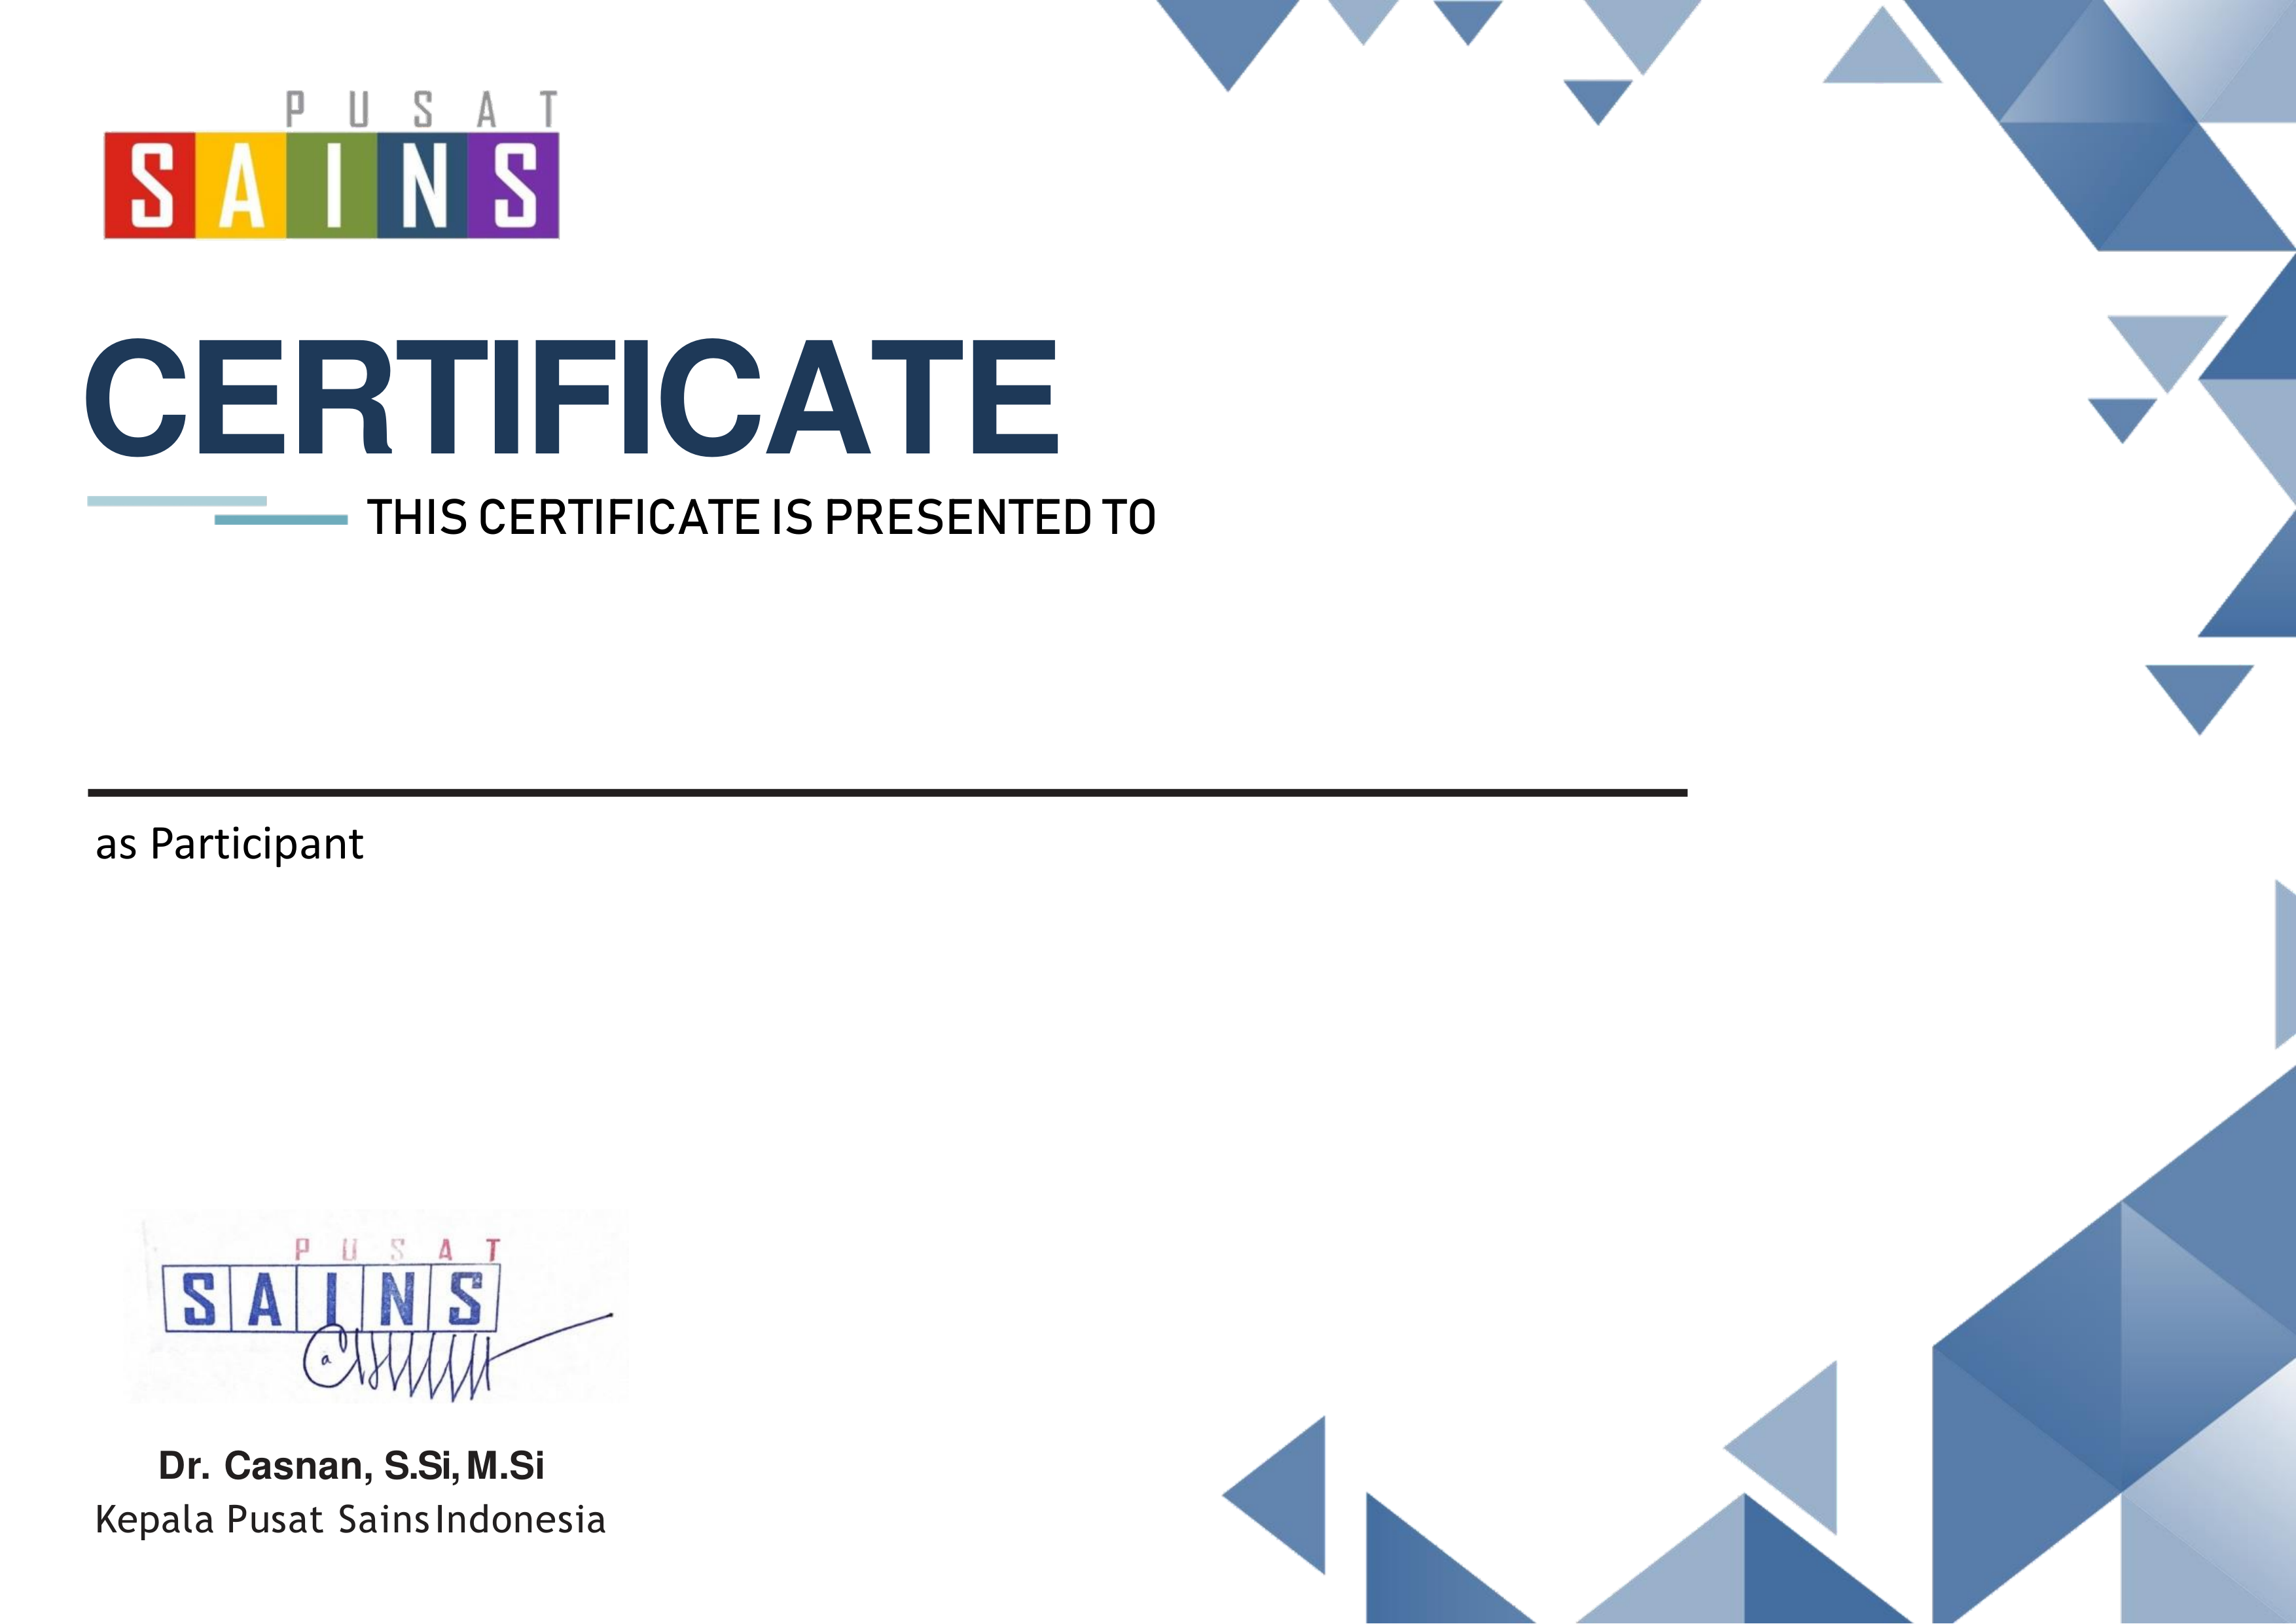 PUSAT
SAINS
CERTIFICATE
THIS CERTIFICATE IS PRESENTED TO
as Participant
PUSAT
SAINS
Dr. Casnan, S.Si,M.Si
Kepala Pusat Sains Indonesia